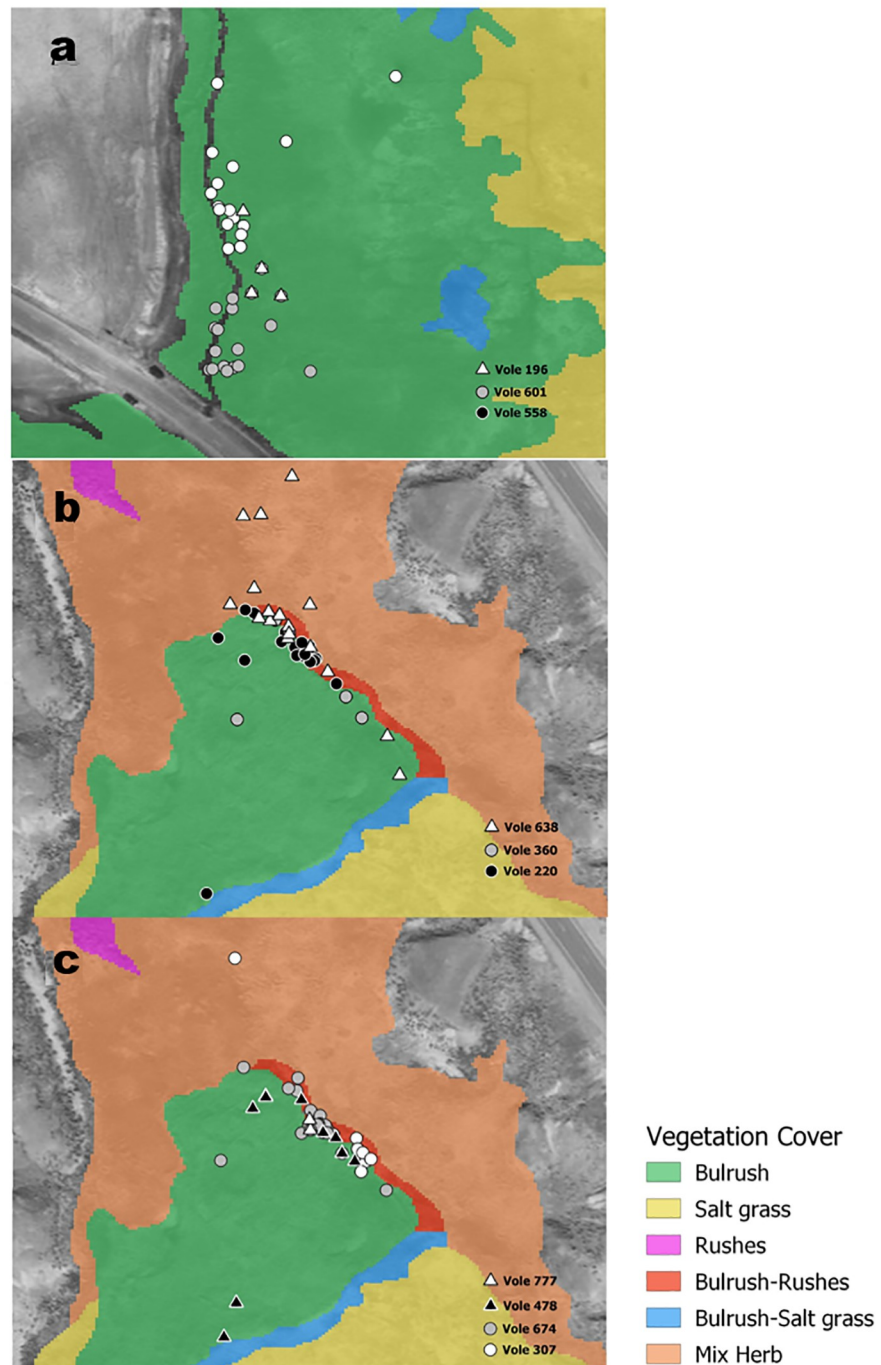 a
Vole 196
Vole 601
Vole 558
b
Vole 638
Vole 360
Vole 220
c
Vole 777
Vole 478
Vole 674
Vole 307
Vegetation Cover
Bulrush
Salt grass
Rushes
Bulrush-Rushes
Bulrush-Salt grass
Mix Herb